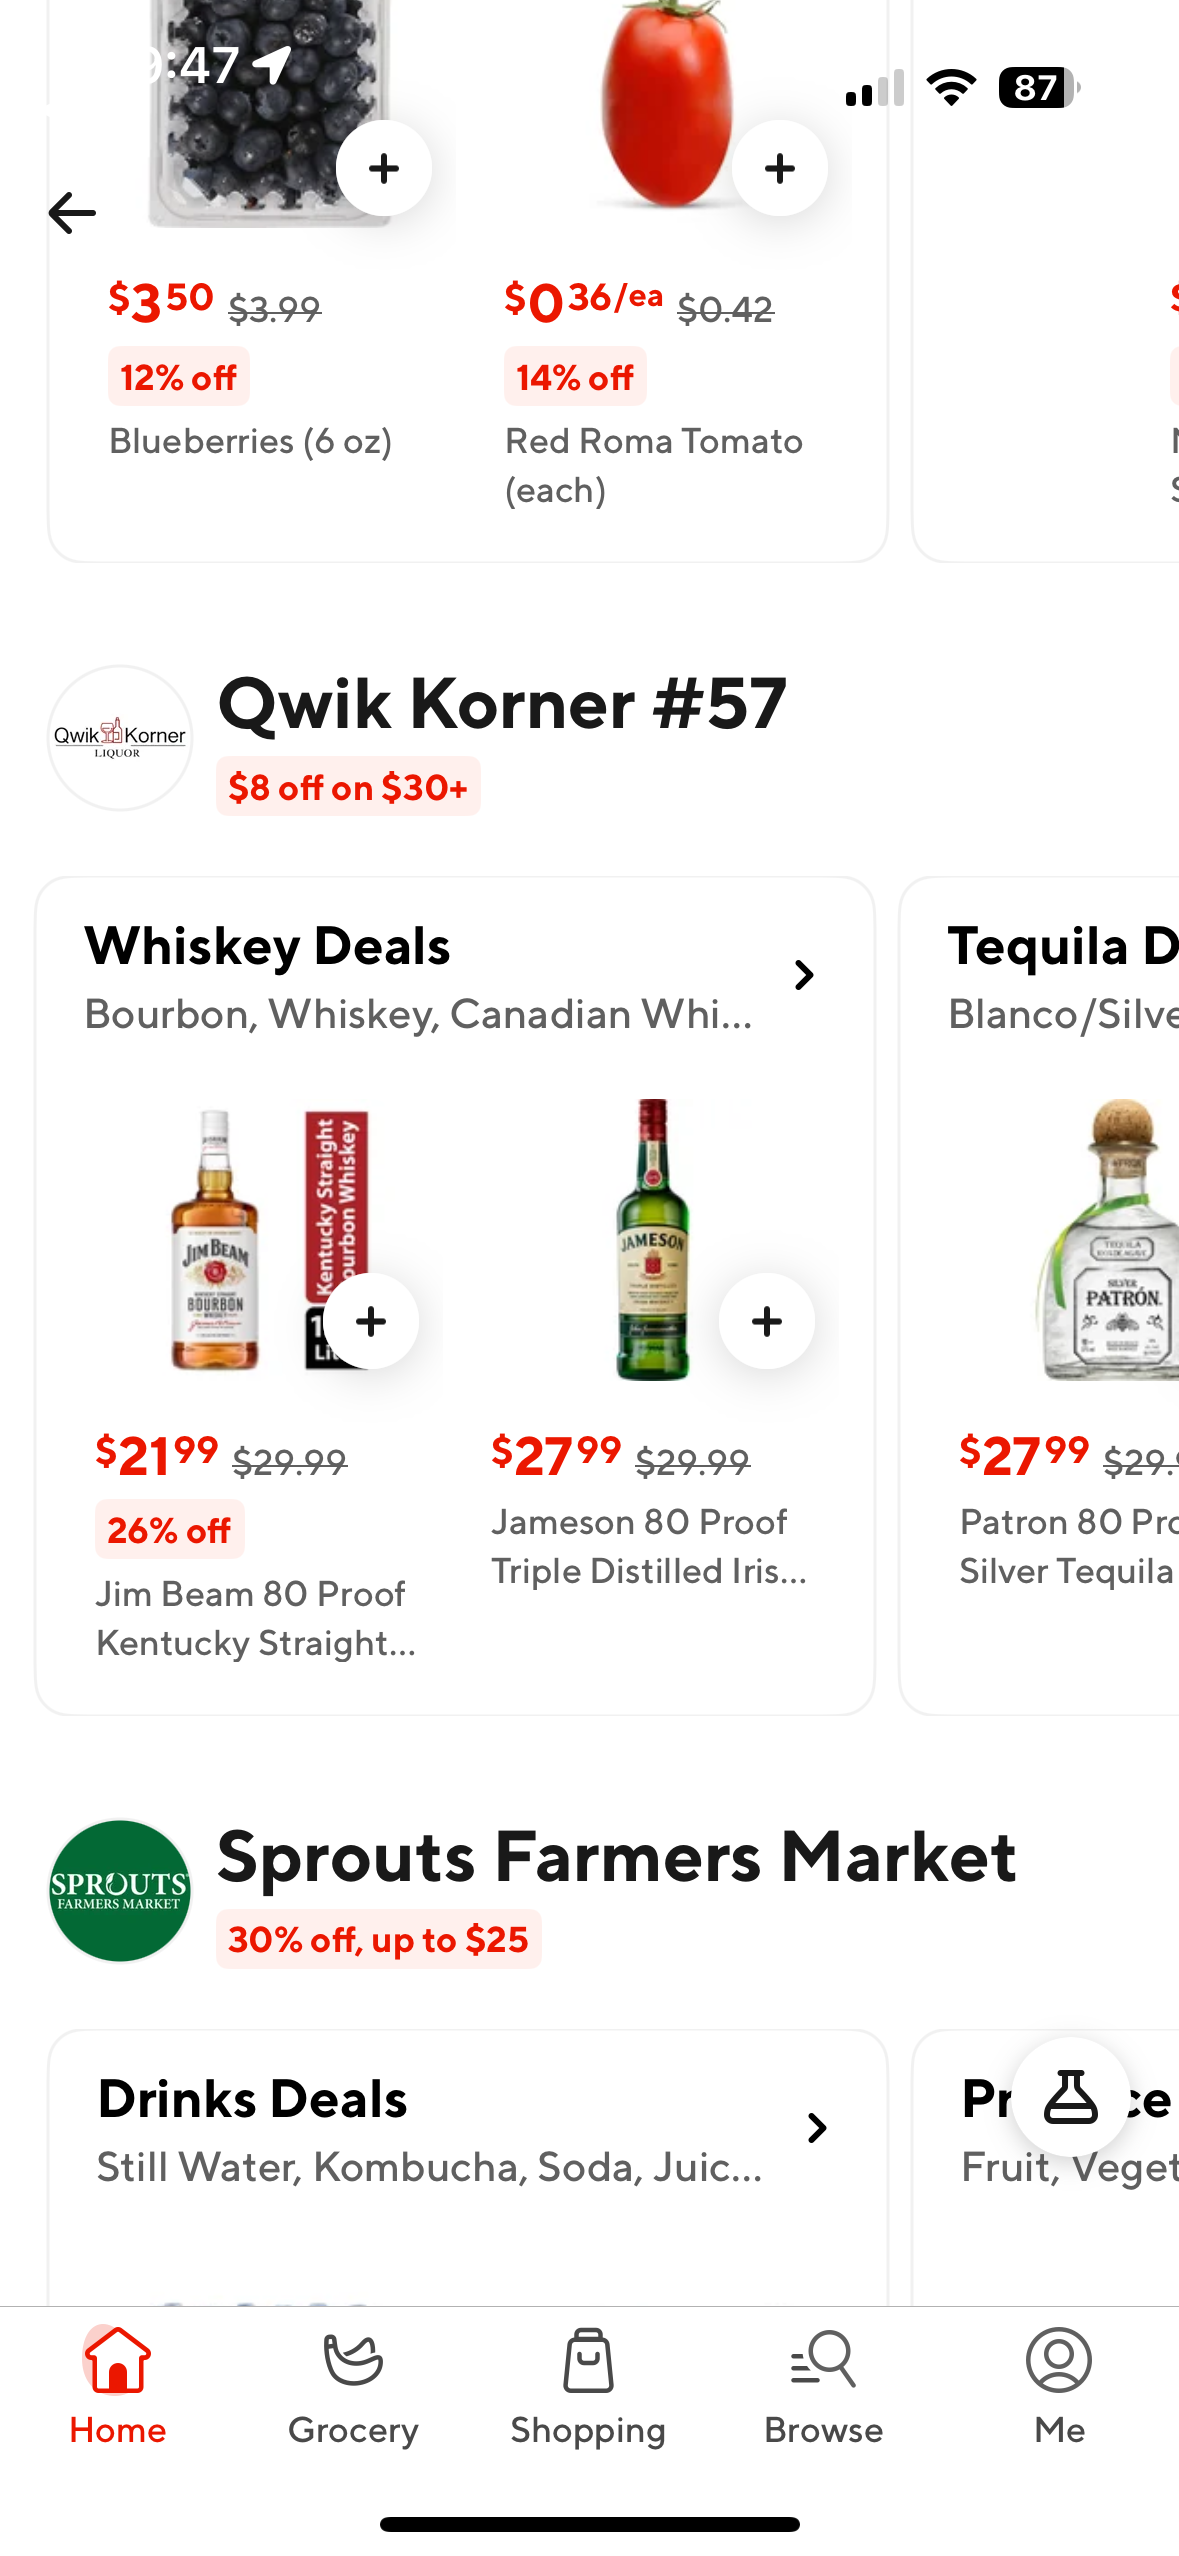 9:47
87
$3 50 $3.99
$0 36/ea $0.42
12% off
14% off
Blueberries (6 oz)
Red Roma Tomato
(each)
Qwik Korner
LIQUOR
Qwik Korner #57
$8 off on $30+
Whiskey Deals
Bourbon, Whiskey, Canadian Whi...
Tequila D
Blanco/Silve
JIM BEAM
BOURBON
Kentucky Straight
ourbon Whiskey
JAMESON
TEQUILA
SILVER
PATRÓN
$21 99 $29.99
$27 99 $29.99
$27 99 $29.
26% off
Jim Beam 80 Proof
Kentucky Straight...
Jameson 80 Proof
Triple Distilled Iris...
Patron 80 Pro
Silver Tequila
SPROUTS
FARMERS MARKET
Sprouts Farmers Market
30% off, up to $25
Drinks Deals
Still Water, Kombucha, Soda, Juic...
Pr ce
Fruit, Veget
Home
Grocery
Shopping
Browse
Me